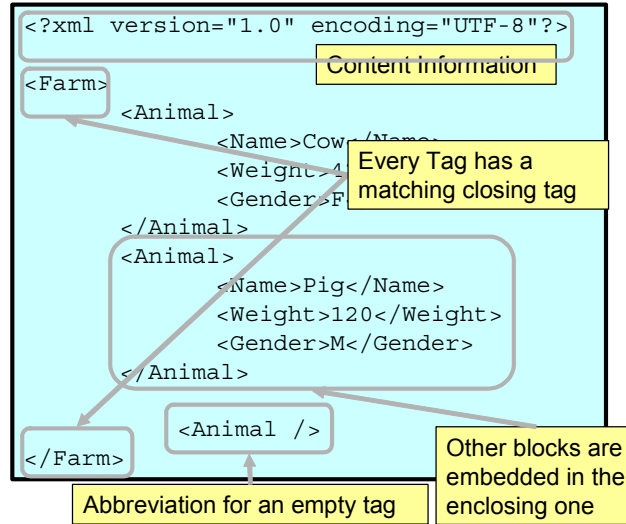 <?xml version="1.0" encoding="UTF-8"?>
Content Information
<Farm>
<Animal>
<Name>Cow</Name>
Every Tag has a
matching closing tag
<Weight>4
<Gender>F
</Animal>
<Animal>
<Name>Pig</Name>
<Weight>120</Weight>
<Gender>M</Gender>
</Animal>
<Animal />
</Farm>
Other blocks are
embedded in the
enclosing one
Abbreviation for an empty tag